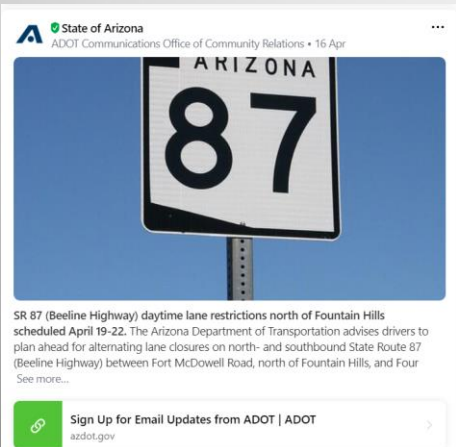 State of Arizona
ADOT Communications Office of Community Relations • 16 Apr
ARIZONA
87
SR 87 (Beeline Highway) daytime lane restrictions north of Fountain Hills
scheduled April 19-22. The Arizona Department of Transportation advises drivers to
plan ahead for alternating lane closures on north- and southbound State Route 87
(Beeline Highway) between Fort McDowell Road, north of Fountain Hills, and Four
See more...
Sign Up for Email Updates from ADOT | ADOT
azdot.gov